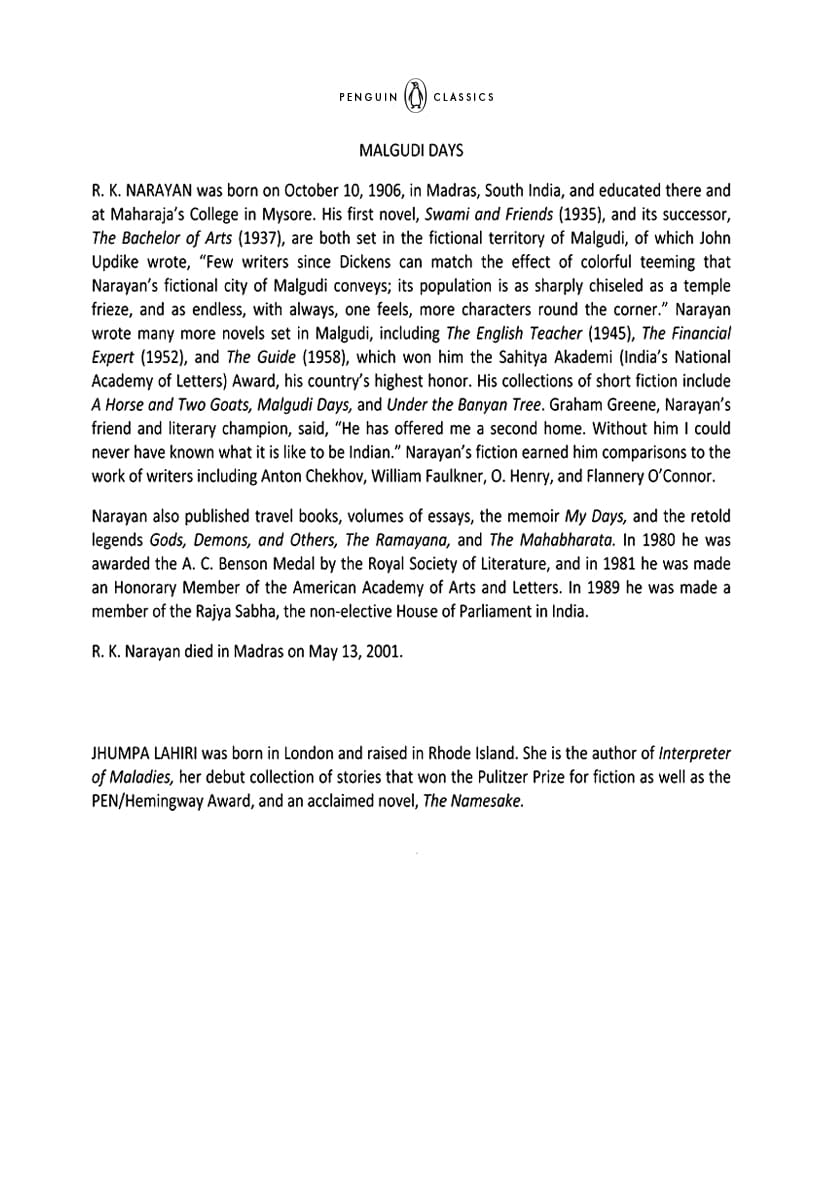 PENGUIN CLASSICS
MALGUDI DAYS
R. K. NARAYAN was born on October 10, 1906, in Madras, South India, and educated there and
at Maharaja’s College in Mysore. His first novel, Swami and Friends (1935), and its successor,
The Bachelor of Arts (1937), are both set in the fictional territory of Malgudi, of which John
Updike wrote, “Few writers since Dickens can match the effect of colorful teeming that
Narayan’s fictional city of Malgudi conveys; its population is as sharply chiseled as a temple
frieze, and as endless, with always, one feels, more characters round the corner.” Narayan
wrote many more novels set in Malgudi, including The English Teacher (1945), The Financial
Expert (1952), and The Guide (1958), which won him the Sahitya Akademi (India’s National
Academy of Letters) Award, his country’s highest honor. His collections of short fiction include
A Horse and Two Goats, Malgudi Days, and Under the Banyan Tree. Graham Greene, Narayan’s
friend and literary champion, said, “He has offered me a second home. Without him I could
never have known what it is like to be Indian.” Narayan’s fiction earned him comparisons to the
work of writers including Anton Chekhov, William Faulkner, O. Henry, and Flannery O’Connor.
Narayan also published travel books, volumes of essays, the memoir My Days, and the retold
legends Gods, Demons, and Others, The Ramayana, and The Mahabharata. In 1980 he was
awarded the A. C. Benson Medal by the Royal Society of Literature, and in 1981 he was made
an Honorary Member of the American Academy of Arts and Letters. In 1989 he was made a
member of the Rajya Sabha, the non-elective House of Parliament in India.
R. K. Narayan died in Madras on May 13, 2001.
JHUMPA LAHIRI was born in London and raised in Rhode Island. She is the author of Interpreter
of Maladies, her debut collection of stories that won the Pulitzer Prize for fiction as well as the
PEN/Hemingway Award, and an acclaimed novel, The Namesake.